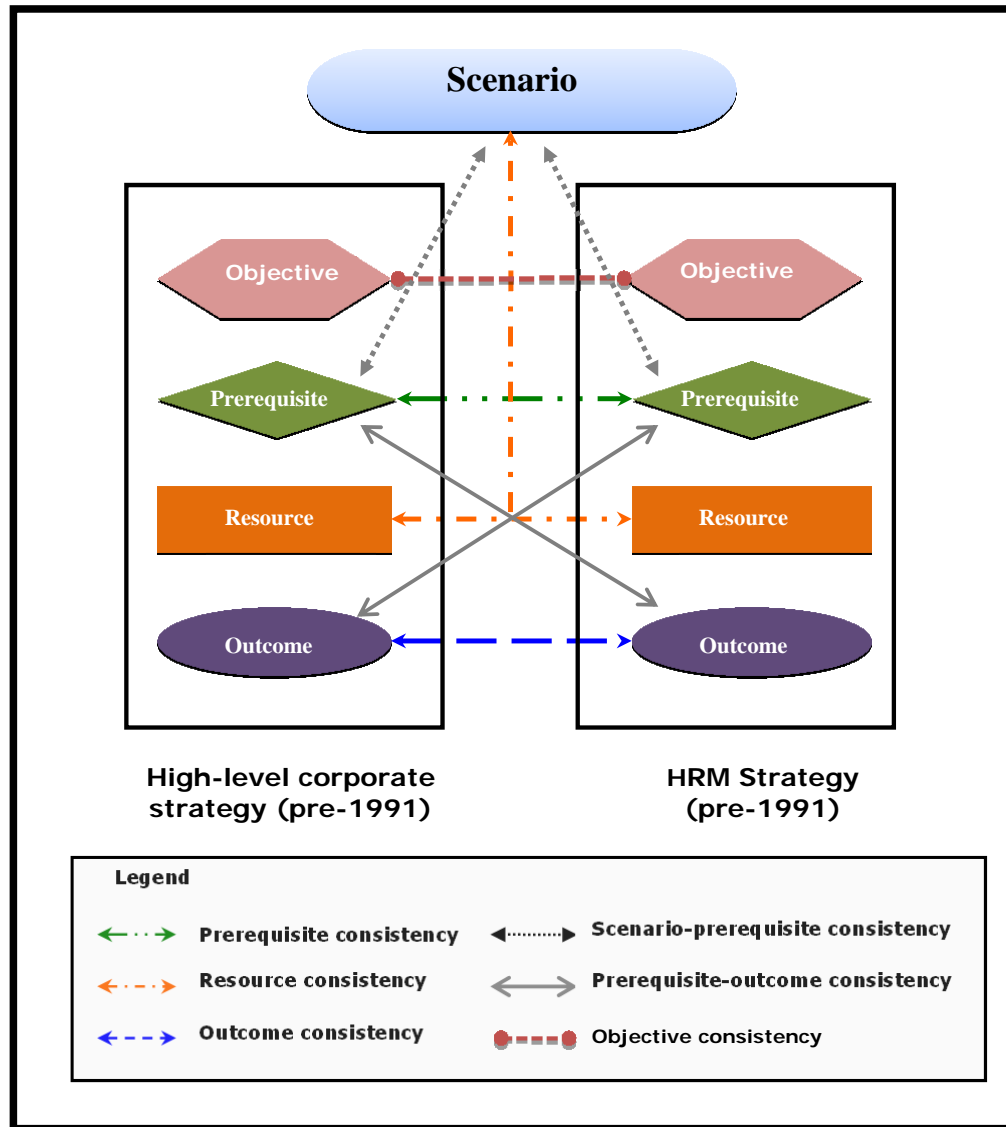 Scenario
Objective
Objective
Prerequisite
Prerequisite
Resource
Resource
Outcome
Outcome
High-level corporate
strategy (pre-1991)
HRM Strategy
(pre-1991)
Legend
Prerequisite consistency
Scenario-prerequisite consistency
Resource consistency
Prerequisite-outcome consistency
Outcome consistency
Objective consistency